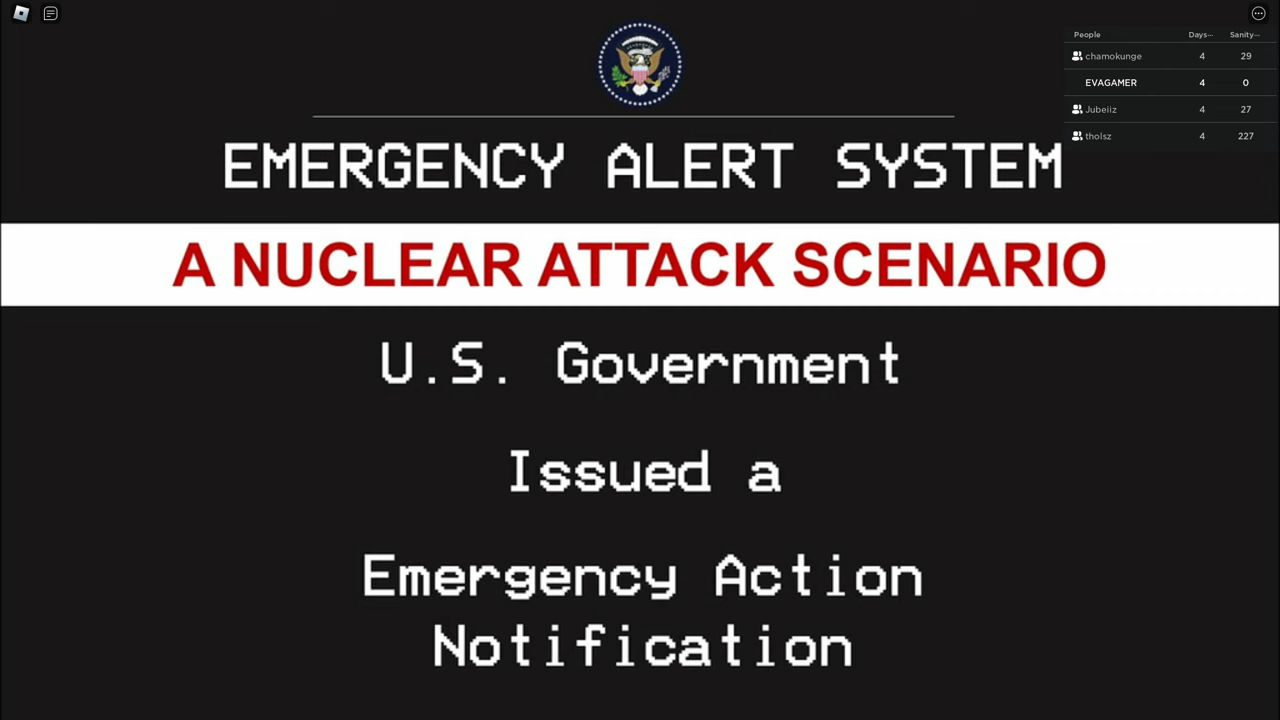 People Days... Sanity...
chamokunge 4 29
EVAGAMER 4 0
Jubeiiz 4 27
tholsz 4 227
EMERGENCY ALERT SYSTEM
A NUCLEAR ATTACK SCENARIO
U.S. Government
Issued a
Emergency Action
Notification